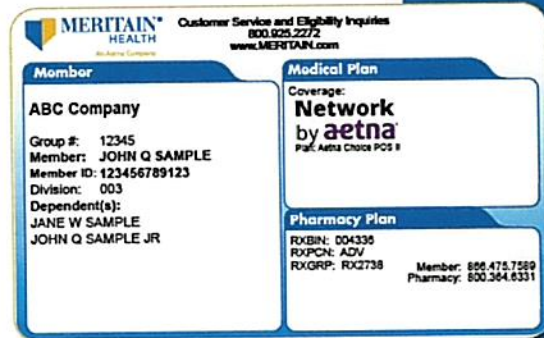 MERITAIN®
HEALTH
An Aetna Company
Customer Service and Eligibility Inquiries
800.925.2272
www.MERITAIN.com
Member
ABC Company
Group #: 12345
Member: JOHN Q SAMPLE
Member ID: 123456789123
Division: 003
Dependent(s):
JANE W SAMPLE
JOHN Q SAMPLE JR
Medical Plan
Coverage:
Network
by aetna
Plan: Aetna Choice POS II
Pharmacy Plan
RXBIN: 004336
RXPCN: ADV
RXGRP: RX2738
Member: 866.475.7589
Pharmacy: 800.364.6331